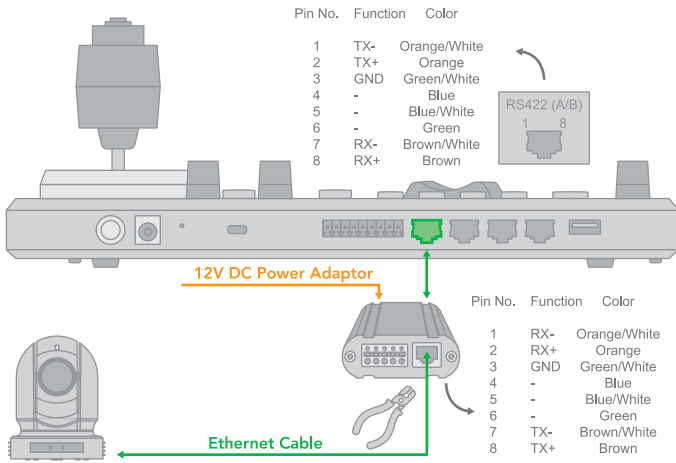 Pin No. Function Color
1 TX- Orange/White
2 TX+ Orange
3 GND Green/White
4 - Blue
5 - Blue/White
6 - Green
7 RX- Brown/White
8 RX+ Brown
RS422 (A/B)
1 8
12V DC Power Adaptor
Pin No. Function Color
1 RX- Orange/White
2 RX+ Orange
3 GND Green/White
4 - Blue
5 - Blue/White
6 - Green
7 TX- Brown/White
8 TX+ Brown
Ethernet Cable